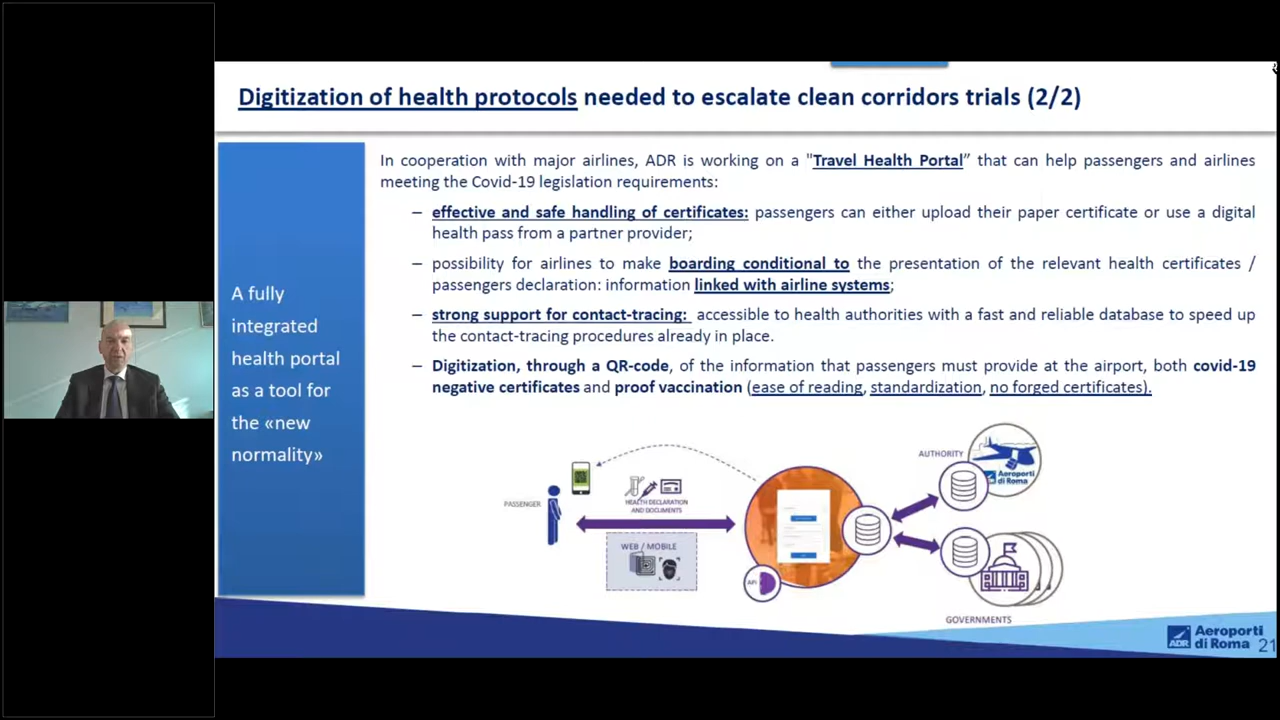 Digitization of health protocols needed to escalate clean corridors trials (2/2)
A fully
integrated
health portal
as a tool for
the «new
normality»
In cooperation with major airlines, ADR is working on a "Travel Health Portal" that can help passengers and airlines
meeting the Covid-19 legislation requirements:
– effective and safe handling of certificates: passengers can either upload their paper certificate or use a digital
health pass from a partner provider;
– possibility for airlines to make boarding conditional to the presentation of the relevant health certificates /
passengers declaration: information linked with airline systems;
– strong support for contact-tracing: accessible to health authorities with a fast and reliable database to speed up
the contact-tracing procedures already in place.
– Digitization, through a QR-code, of the information that passengers must provide at the airport, both covid-19
negative certificates and proof vaccination (ease of reading, standardization, no forged certificates).
PASSENGER
HEALTH DECLARATION
AND DOCUMENTS
WEB / MOBILE
API
AUTHORITY
Aeroporti
di Roma
GOVERNMENTS
ADR
Aeroporti
di Roma
21